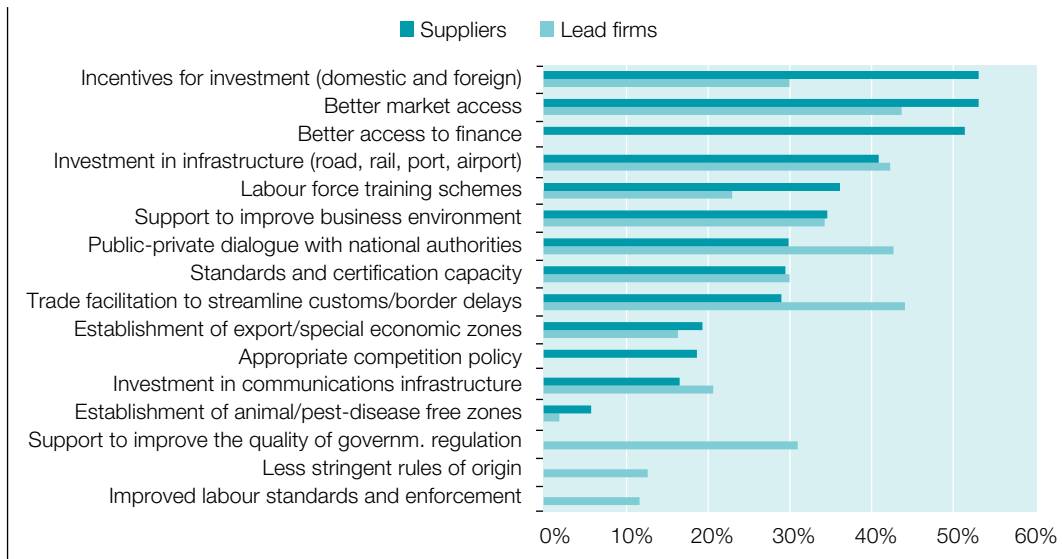 Suppliers Lead firms
Incentives for investment (domestic and foreign)
Better market access
Better access to finance
Investment in infrastructure (road, rail, port, airport)
Labour force training schemes
Support to improve business environment
Public-private dialogue with national authorities
Standards and certification capacity
Trade facilitation to streamline customs/border delays
Establishment of export/special economic zones
Appropriate competition policy
Investment in communications infrastructure
Establishment of animal/pest-disease free zones
Support to improve the quality of governm. regulation
Less stringent rules of origin
Improved labour standards and enforcement
0% 10% 20% 30% 40% 50% 60%